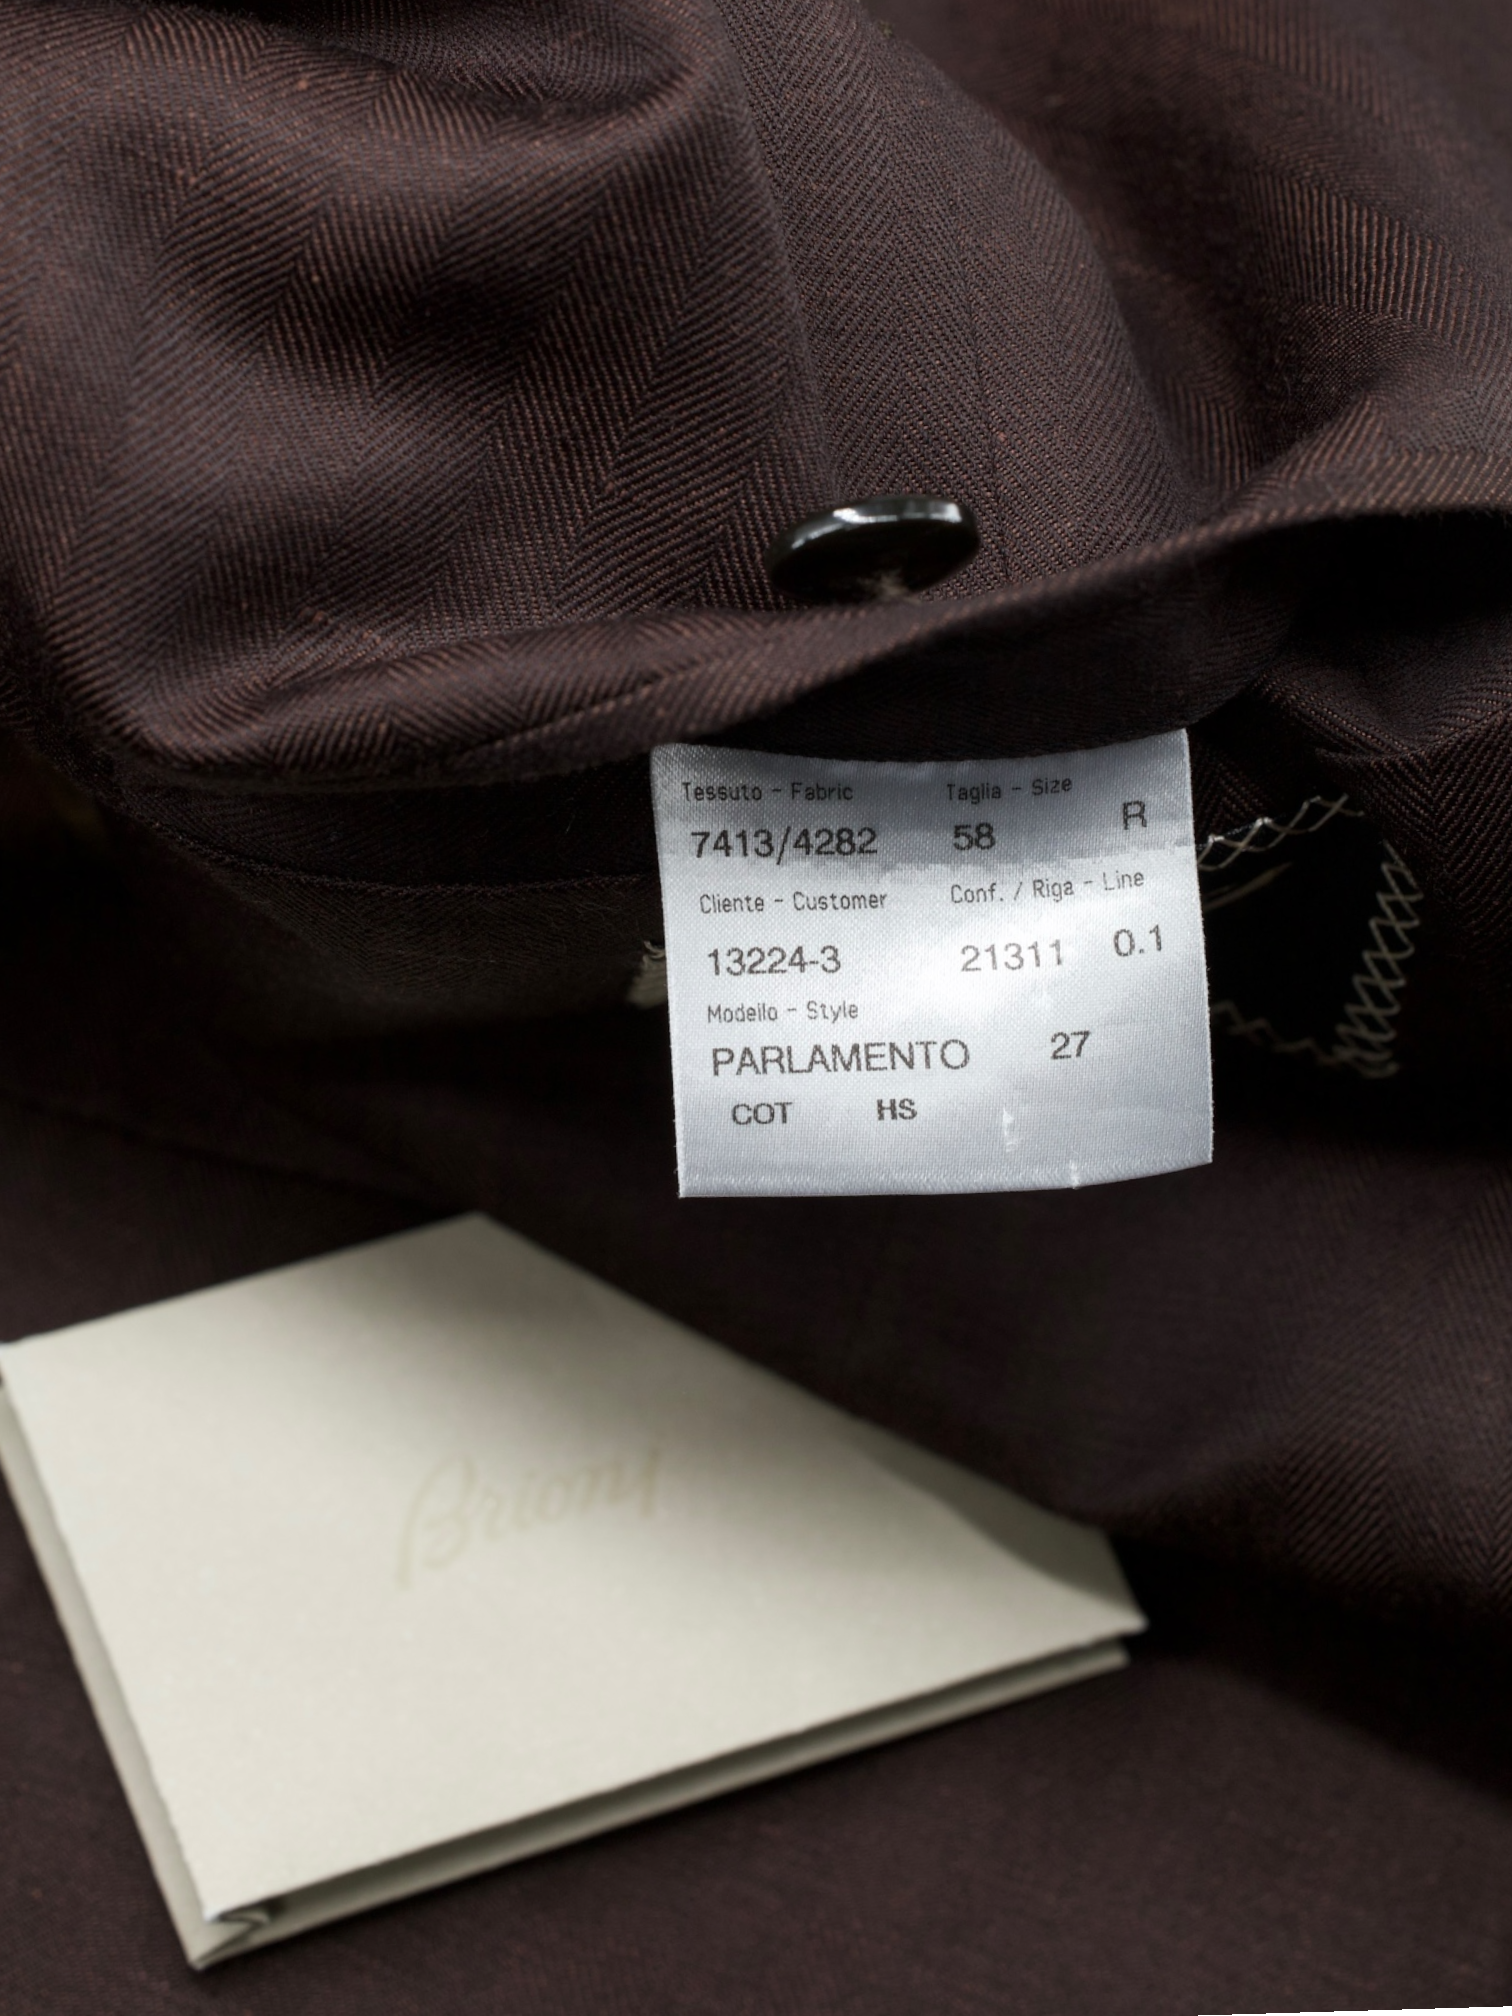 Tessuto - Fabric Taglia - Size
7413/4282 58 R
Cliente - Customer Conf. / Riga - Line
13224-3 21311 0.1
Modello - Style
PARLAMENTO 27
COT HS
Brioni